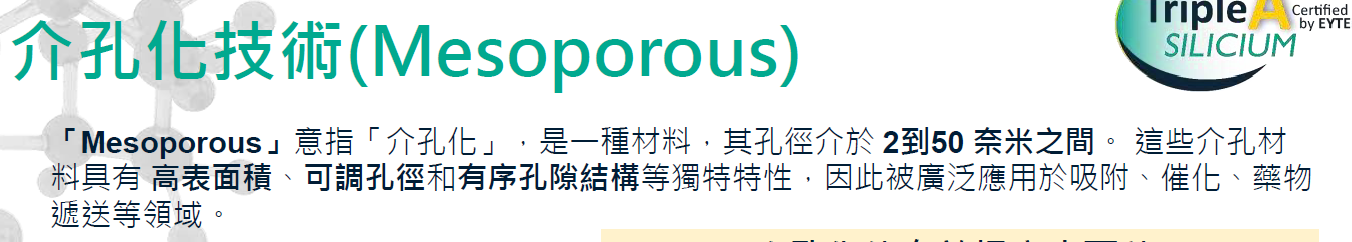 介孔化技術(Mesoporous)
Triple A Certified
by EYTE
SILICIUM
「Mesoporous」意指「介孔化」，是一種材料，其孔徑介於 2到50 奈米之間。 這些介孔材
料具有 高表面積、可調孔徑和有序孔隙結構等獨特特性，因此被廣泛應用於吸附、催化、藥物
遞送等領域。